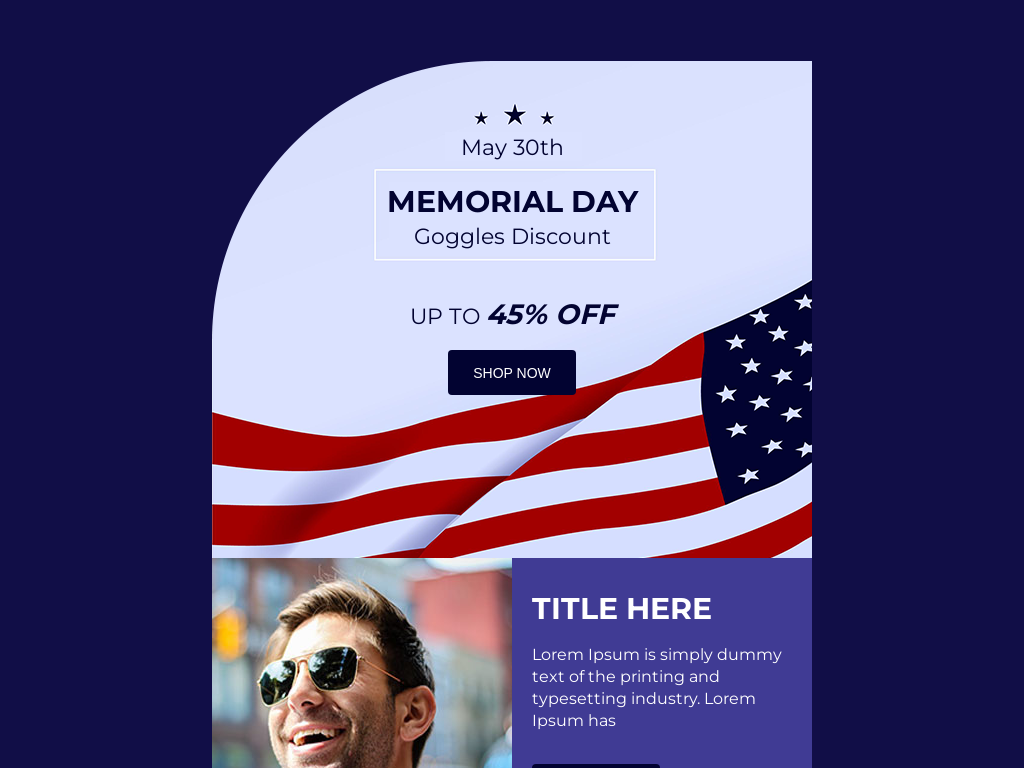 May 30th
MEMORIAL DAY
Goggles Discount
UP TO 45% OFF
SHOP NOW
TITLE HERE
Lorem Ipsum is simply dummy
text of the printing and
typesetting industry. Lorem
Ipsum has